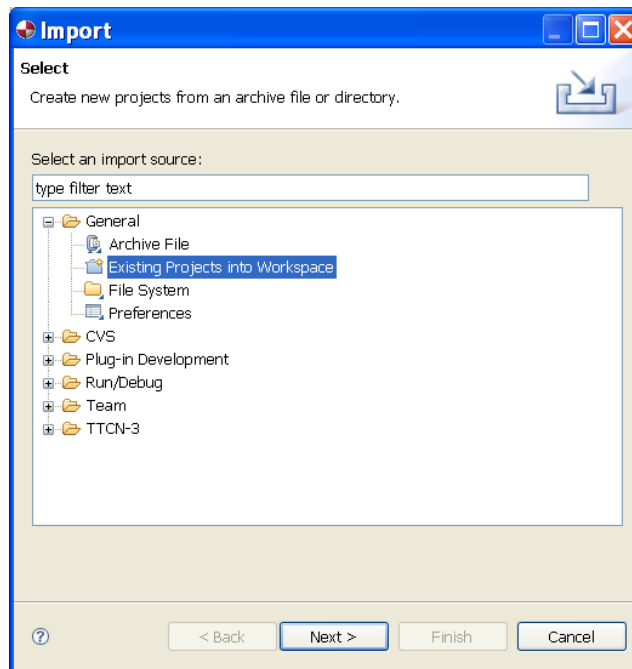 Import
Select
Create new projects from an archive file or directory.
Select an import source:
type filter text
General
Archive File
Existing Projects into Workspace
File System
Preferences
CVS
Plug-in Development
Run/Debug
Team
TTCN-3
? < Back Next > Finish Cancel